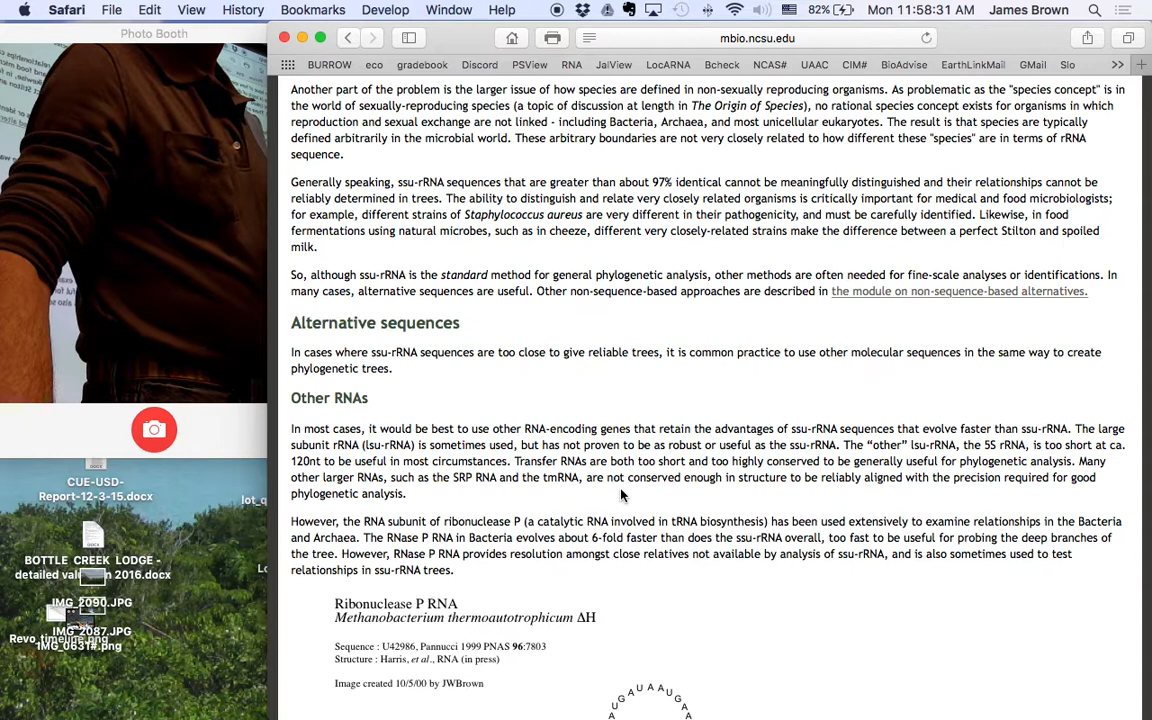 Safari File Edit View History Bookmarks Develop Window Help 82% Mon 11:58:31 AM James Brown
Photo Booth
mbio.ncsu.edu
BURROW eco gradebook Discord PSView RNA JalView LocARNA Bcheck NCAS# UAAC CIM# BioAdvise EarthLinkMail GMail Slo
Another part of the problem is the larger issue of how species are defined in non-sexually reproducing organisms. As problematic as the "species concept" is in
the world of sexually-reproducing species (a topic of discussion at length in The Origin of Species), no rational species concept exists for organisms in which
reproduction and sexual exchange are not linked - including Bacteria, Archaea, and most unicellular eukaryotes. The result is that species are typically
defined arbitrarily in the microbial world. These arbitrary boundaries are not very closely related to how different these "species" are in terms of rRNA
sequence.
Generally speaking, ssu-rRNA sequences that are greater than about 97% identical cannot be meaningfully distinguished and their relationships cannot be
reliably determined in trees. The ability to distinguish and relate very closely related organisms is critically important for medical and food microbiologists;
for example, different strains of Staphylococcus aureus are very different in their pathogenicity, and must be carefully identified. Likewise, in food
fermentations using natural microbes, such as in cheeze, different very closely-related strains make the difference between a perfect Stilton and spoiled
milk.
So, although ssu-rRNA is the standard method for general phylogenetic analysis, other methods are often needed for fine-scale analyses or identifications. In
many cases, alternative sequences are useful. Other non-sequence-based approaches are described in the module on non-sequence-based alternatives.
Alternative sequences
In cases where ssu-rRNA sequences are too close to give reliable trees, it is common practice to use other molecular sequences in the same way to create
phylogenetic trees.
Other RNAs
In most cases, it would be best to use other RNA-encoding genes that retain the advantages of ssu-rRNA sequences that evolve faster than ssu-rRNA. The large
subunit rRNA (lsu-rRNA) is sometimes used, but has not proven to be as robust or useful as the ssu-rRNA. The “other” lsu-rRNA, the 5S rRNA, is too short at ca.
120nt to be useful in most circumstances. Transfer RNAs are both too short and too highly conserved to be generally useful for phylogenetic analysis. Many
other larger RNAs, such as the SRP RNA and the tmRNA, are not conserved enough in structure to be reliably aligned with the precision required for good
phylogenetic analysis.
However, the RNA subunit of ribonuclease P (a catalytic RNA involved in tRNA biosynthesis) has been used extensively to examine relationships in the Bacteria
and Archaea. The RNase P RNA in Bacteria evolves about 6-fold faster than does the ssu-rRNA overall, too fast to be useful for probing the deep branches of
the tree. However, RNase P RNA provides resolution amongst close relatives not available by analysis of ssu-rRNA, and is also sometimes used to test
relationships in ssu-rRNA trees.
Ribonuclease P RNA
Methanobacterium thermoautotrophicum ΔH
Sequence : U42986, Pannucci 1999 PNAS 96:7803
Structure : Harris, et al., RNA (in press)
Image created 10/5/00 by JWBrown
A U G A U A A U G A A
CUE-USD-
Report-12-3-15.docx
lot_q
BOTTLE CREEK LODGE -
detailed 2016.docx
IMG_2090.JPG
IMG_2087.JPG
Revo_timeline.png